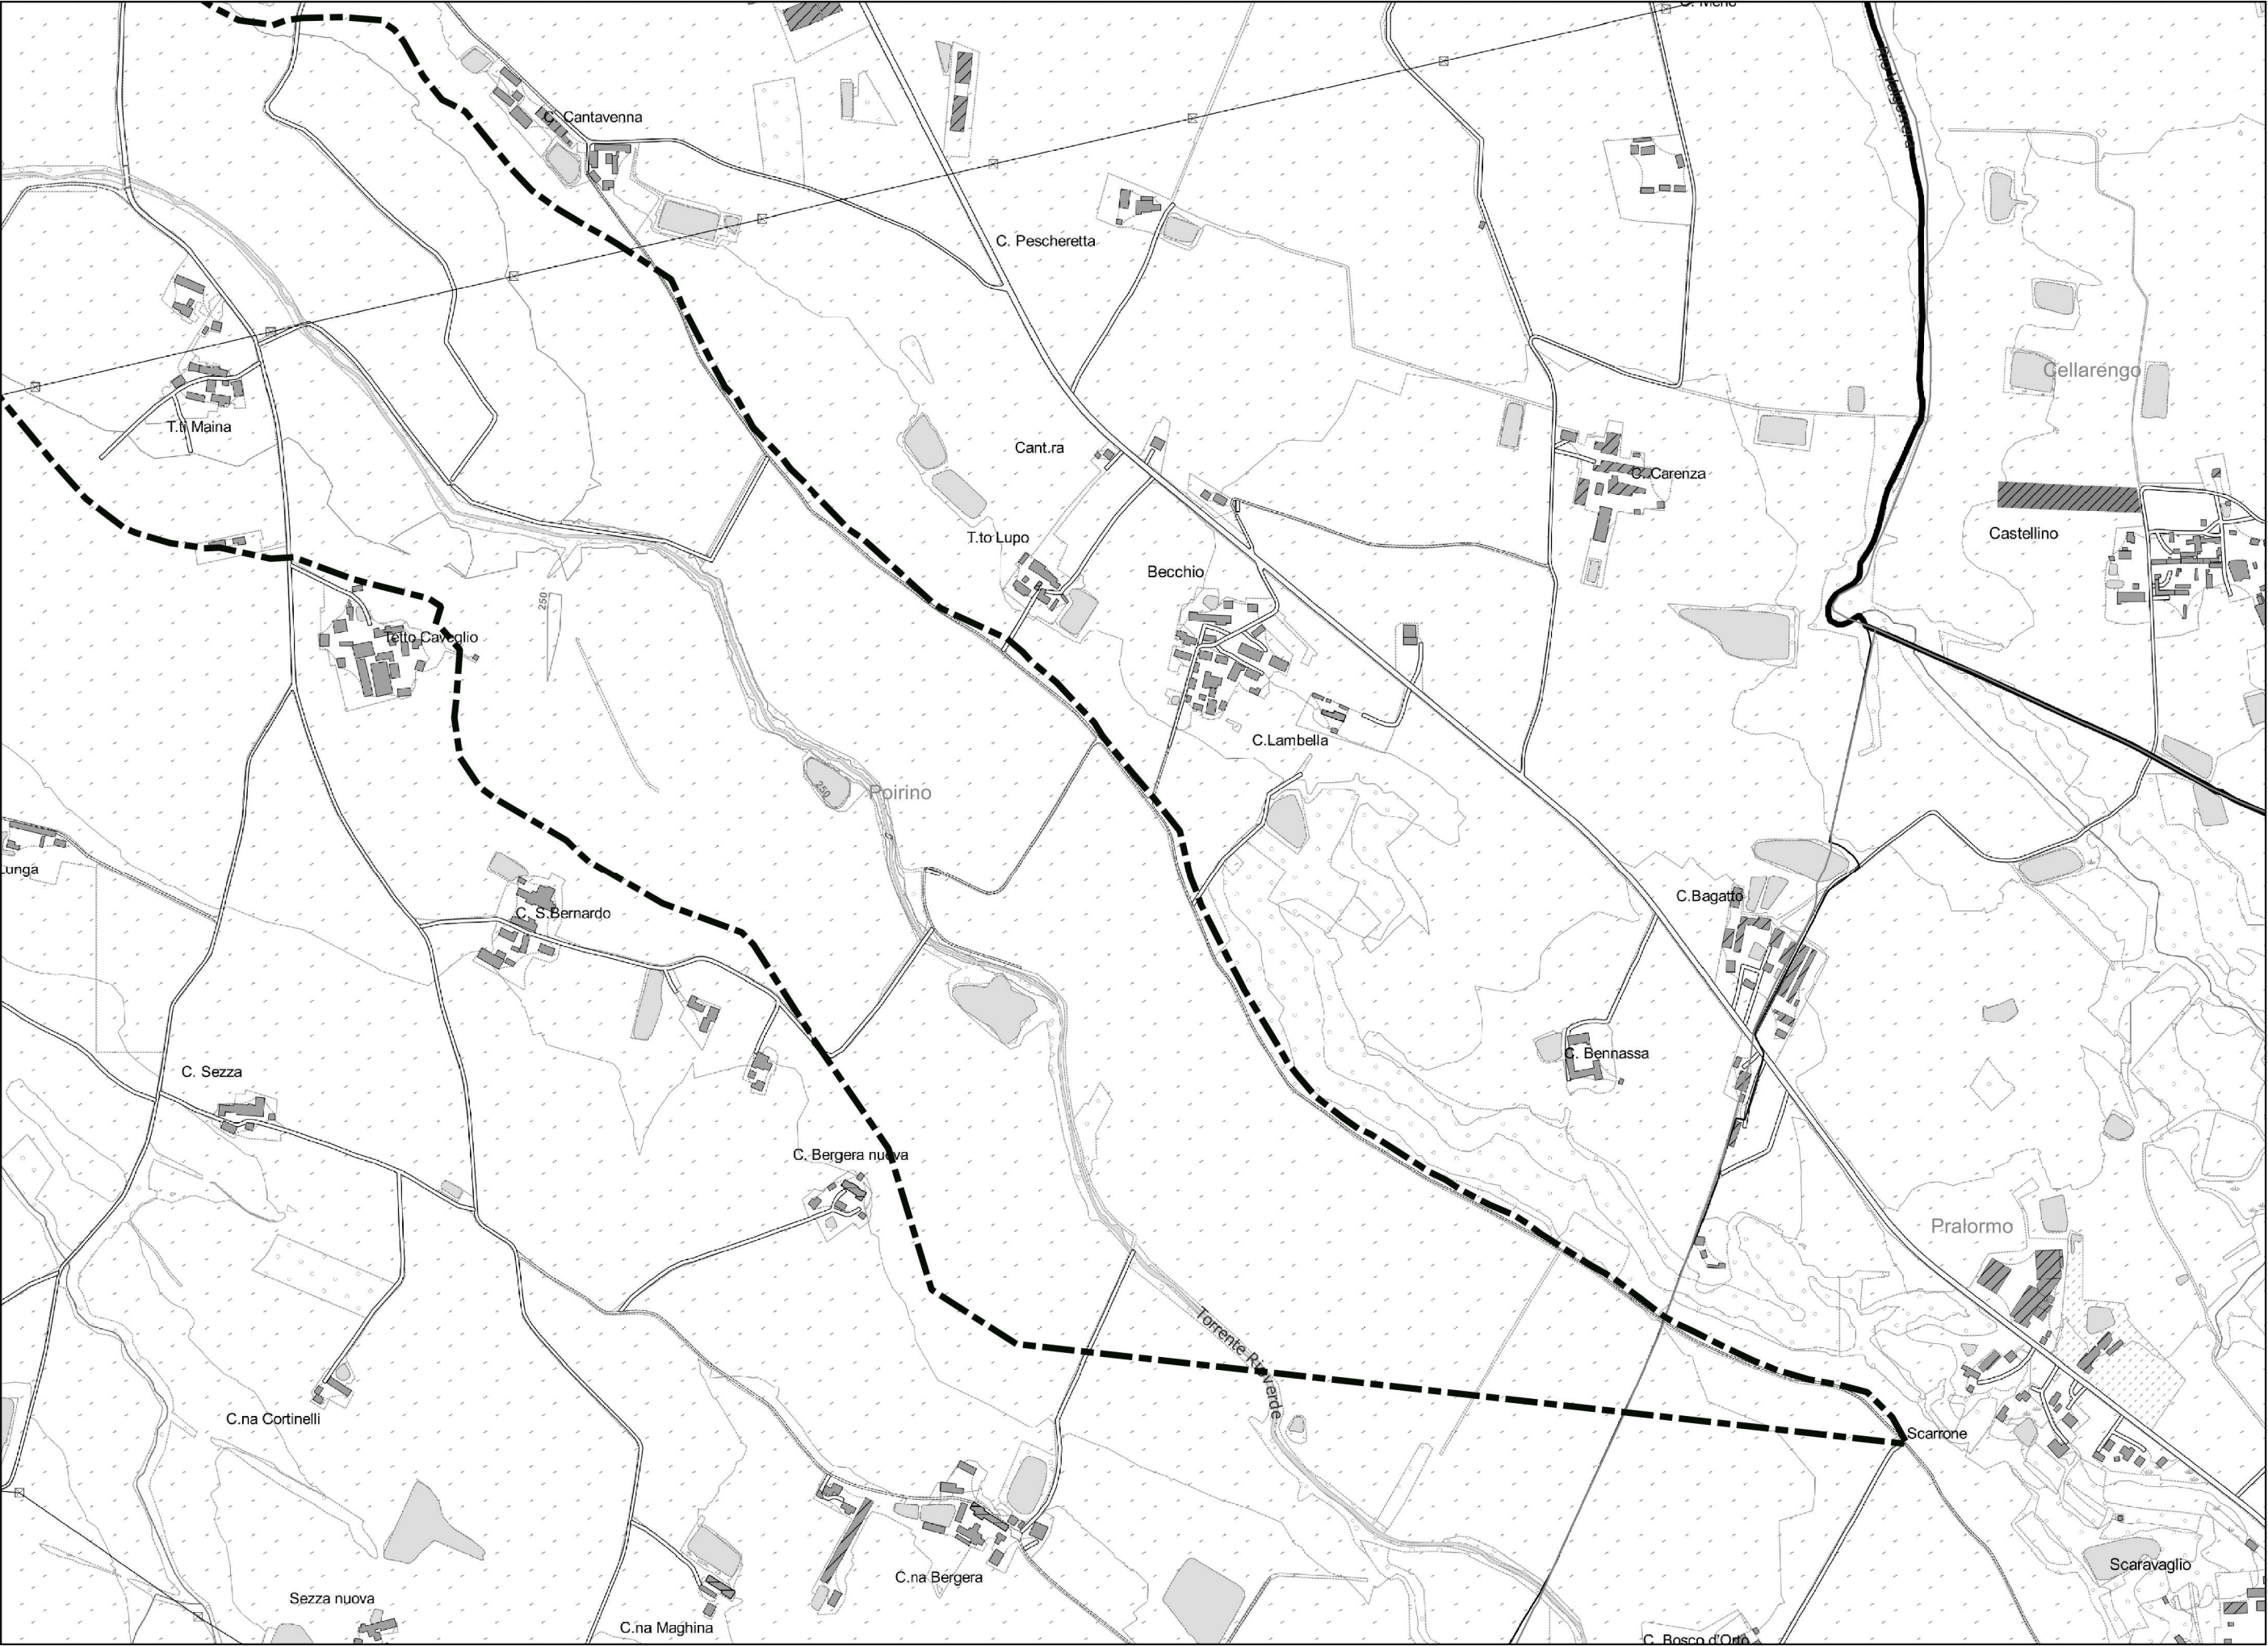 C. Cantavenna
C. Pescheretta
Cellarengo
T.ti Maina
Cant.ra
C. Carenza
Castellino
T.to Lupo
Becchio
250
Tetto Caveglio
C.Lambella
250
Poirino
Lunga
C.Bagatto
C. S.Bernardo
C. Bennassa
C. Sezza
C. Bergera nuova
Pralormo
Torrente Rioverde
C.na Cortinelli
Scarrone
Scaravaglio
C.na Bergera
Sezza nuova
C.na Maghina
C. Bosco d'Orto